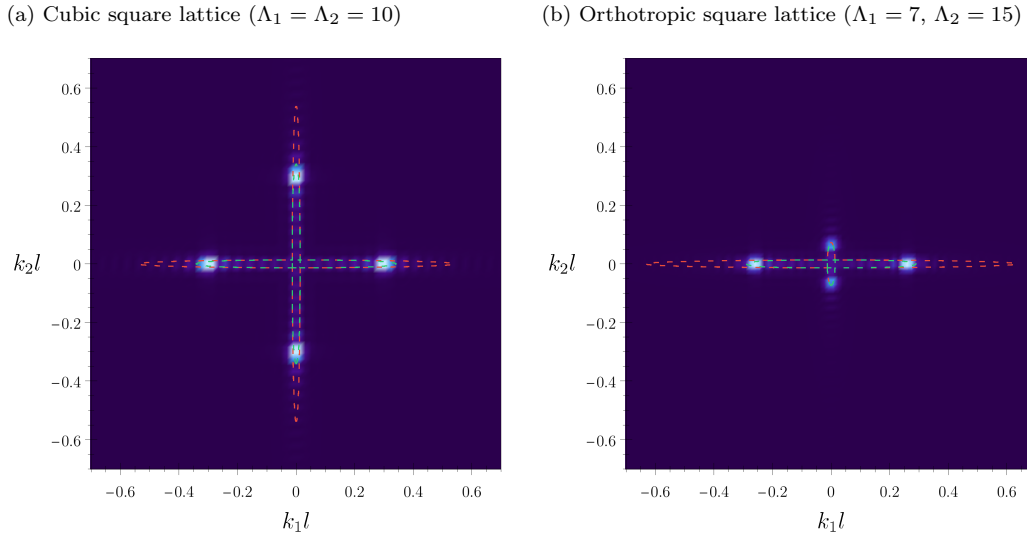 (a) Cubic square lattice (Λ₁ = Λ₂ = 10)
0.6
0.4
0.2
0
−0.2
−0.4
−0.6
k₂l
−0.6 −0.4 −0.2 0 0.2 0.4 0.6
k₁l
(b) Orthotropic square lattice (Λ₁ = 7, Λ₂ = 15)
0.6
0.4
0.2
0
−0.2
−0.4
−0.6
k₂l
−0.6 −0.4 −0.2 0 0.2 0.4 0.6
k₁l